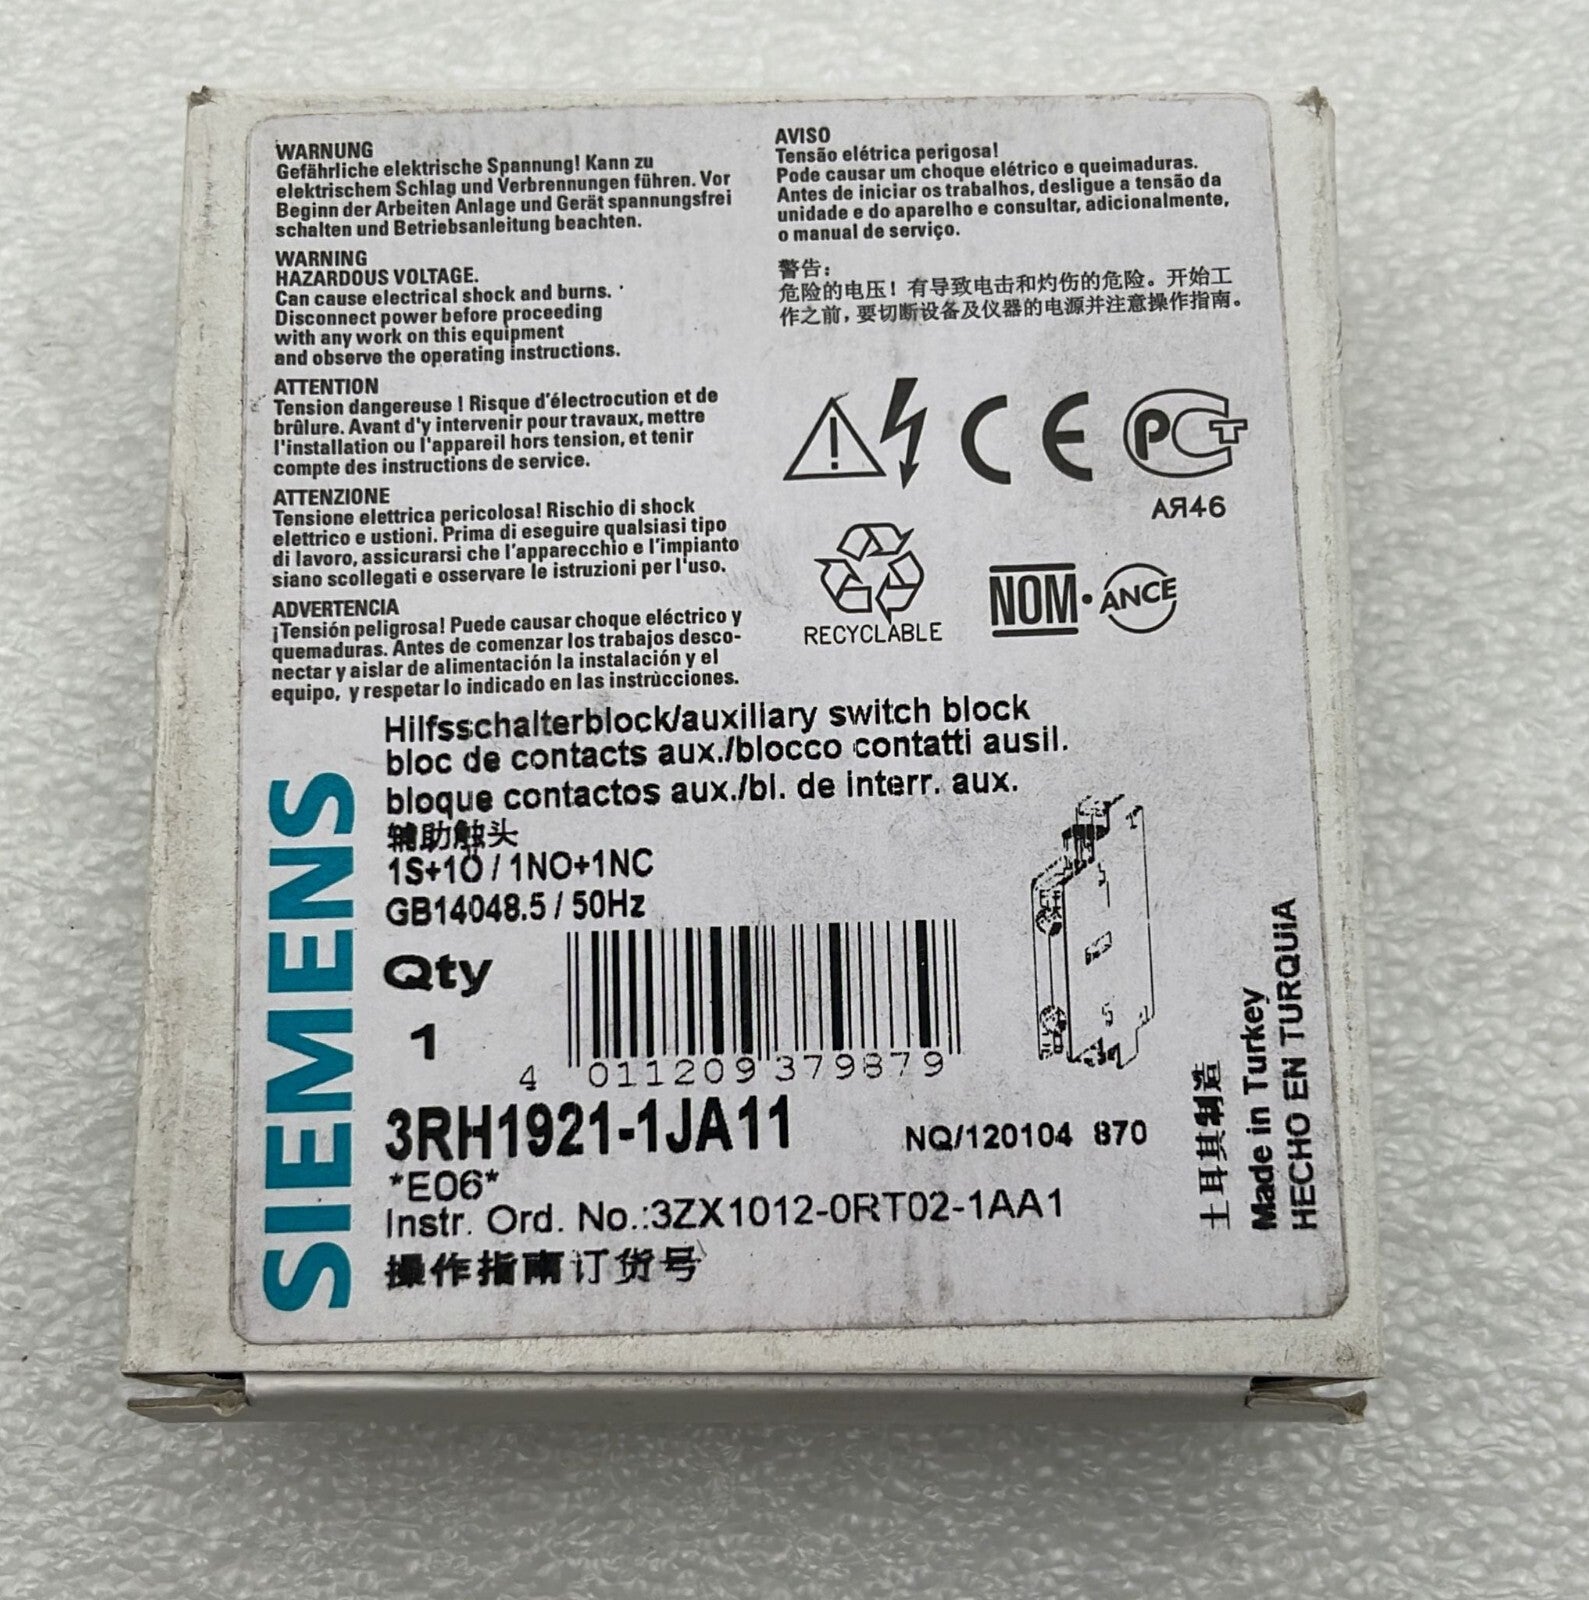 WARNUNG
Gefährliche elektrische Spannung! Kann zu
elektrischem Schlag und Verbrennungen führen. Vor
Beginn der Arbeiten Anlage und Gerät spannungsfrei
schalten und Betriebsanleitung beachten.
WARNING
HAZARDOUS VOLTAGE.
Can cause electrical shock and burns.
Disconnect power before proceeding
with any work on this equipment
and observe the operating instructions.
ATTENTION
Tension dangereuse ! Risque d'électrocution et de
brûlure. Avant d'y intervenir pour travaux, mettre
l'installation ou l'appareil hors tension, et tenir
compte des instructions de service.
ATTENZIONE
Tensione elettrica pericolosa! Rischio di shock
elettrico e ustioni. Prima di eseguire qualsiasi tipo
di lavoro, assicurarsi che l'apparecchio e l'impianto
siano scollegati e osservare le istruzioni per l'uso.
ADVERTENCIA
¡Tensión peligrosa! Puede causar choque eléctrico y
quemaduras. Antes de comenzar los trabajos desco-
nectar y aislar de alimentación la instalación y el
equipo, y respetar lo indicado en las instrucciones.
AVISO
Tensão elétrica perigosa!
Pode causar um choque elétrico e queimaduras.
Antes de iniciar os trabalhos, desligue a tensão da
unidade e do aparelho e consultar, adicionalmente,
o manual de serviço.
警告：
危险的电压！有导致电击和灼伤的危险。开始工
作之前，要切断设备及仪器的电源并注意操作指南。
CE
РСТ
АЯ46
RECYCLABLE
NOM·ANCE
SIEMENS
Hilfsschalterblock/auxiliary switch block
bloc de contacts aux./blocco contatti ausil.
bloque contactos aux./bl. de interr. aux.
辅助触头
1S+1Ö / 1NO+1NC
GB14048.5 / 50Hz
Qty
1
4 011209 379879
3RH1921-1JA11
NQ/120104 870
*E06*
Instr. Ord. No.:3ZX1012-0RT02-1AA1
操作指南订货号
土耳其制造
Made in Turkey
HECHO EN TURQUiA